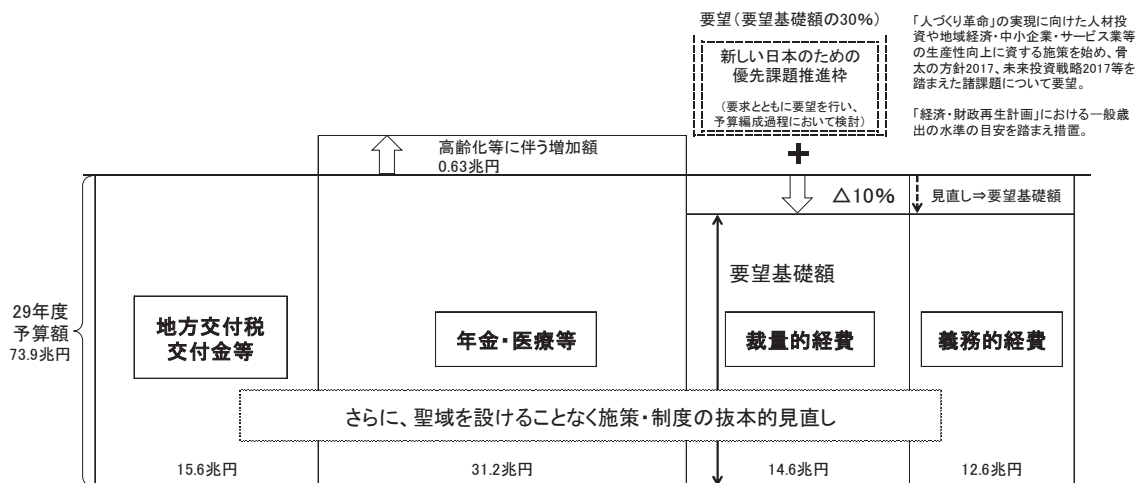 要望（要望基礎額の30％）
新しい日本のための
優先課題推進枠
（要求とともに要望を行い、
予算編成過程において検討）
「人づくり革命」の実現に向けた人材投
資や地域経済・中小企業・サービス業等
の生産性向上に資する施策を始め、骨
太の方針2017、未来投資戦略2017等を
踏まえた諸課題について要望。
「経済・財政再生計画」における一般歳
出の水準の目安を踏まえ措置。
高齢化等に伴う増加額
0.63兆円
+
△10%
見直し⇒要望基礎額
要望基礎額
29年度
予算額
73.9兆円
地方交付税
交付金等
年金・医療等
裁量的経費
義務的経費
さらに、聖域を設けることなく施策・制度の抜本的見直し
15.6兆円
31.2兆円
14.6兆円
12.6兆円